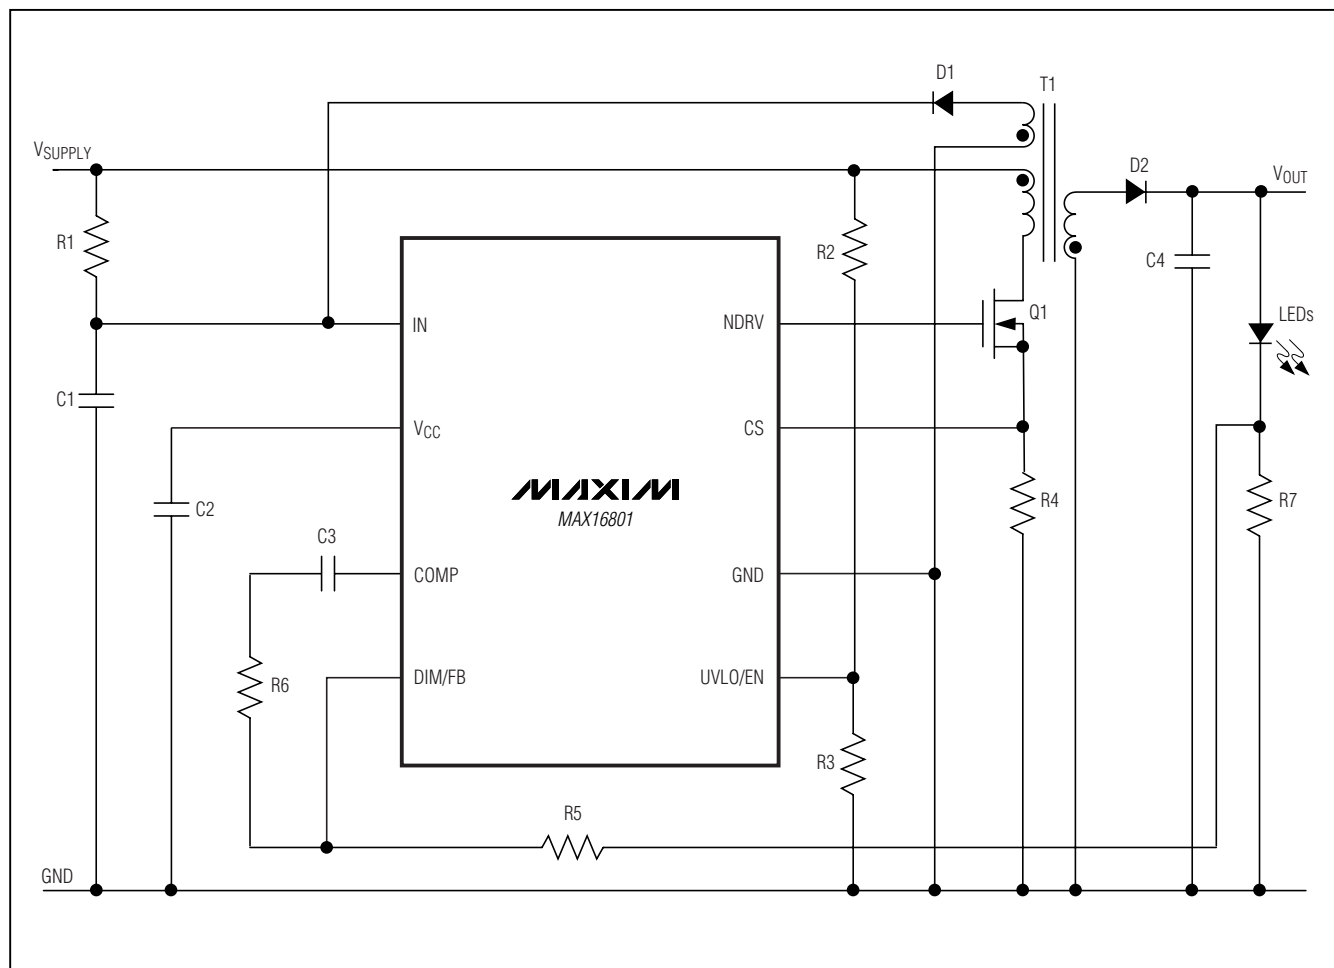 D1
T1
VSUPPLY
D2
VOUT
R1
R2
C4
IN
NDRV
Q1
LEDs
C1
VCC
CS
MAXIM
MAX16801
C2
R4
R7
C3
COMP
GND
R6
DIM/FB
UVLO/EN
R3
R5
GND